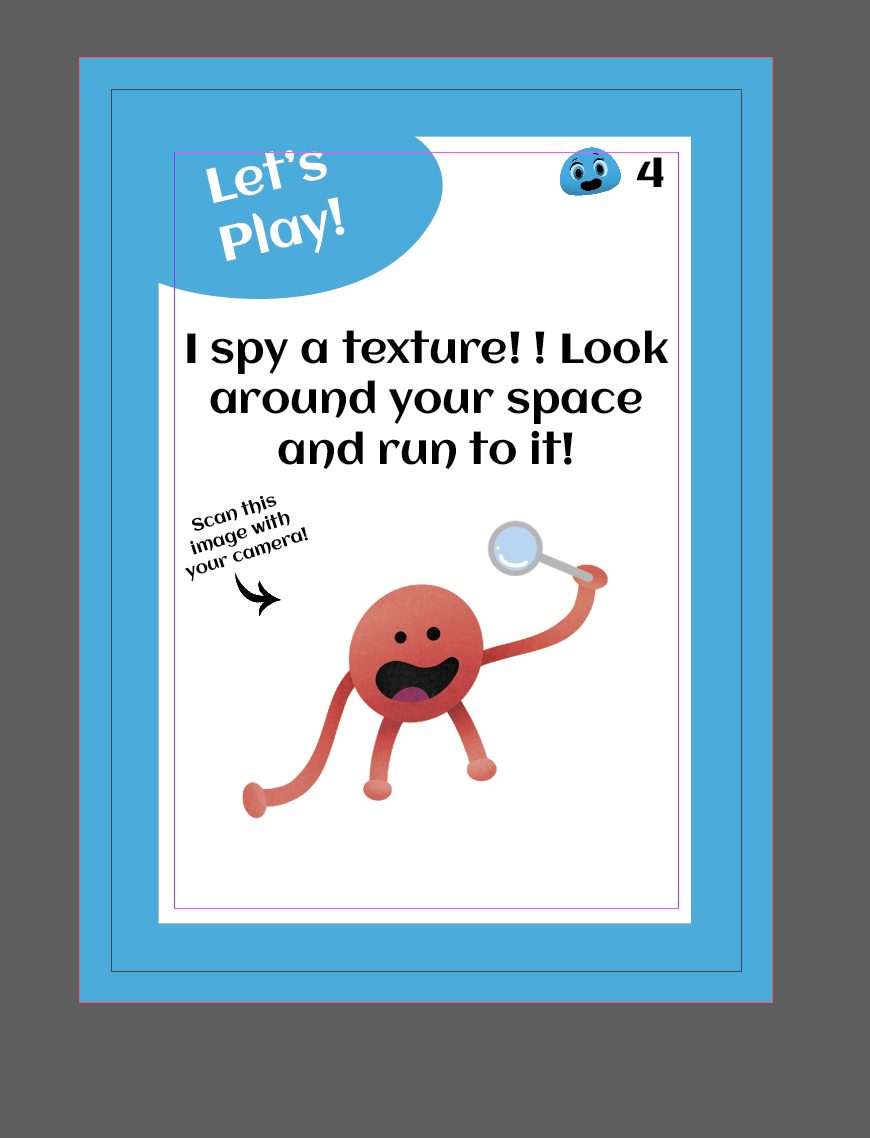 Let's
Play!
4
I spy a texture! ! Look
around your space
and run to it!
Scan this
image with
your camera!